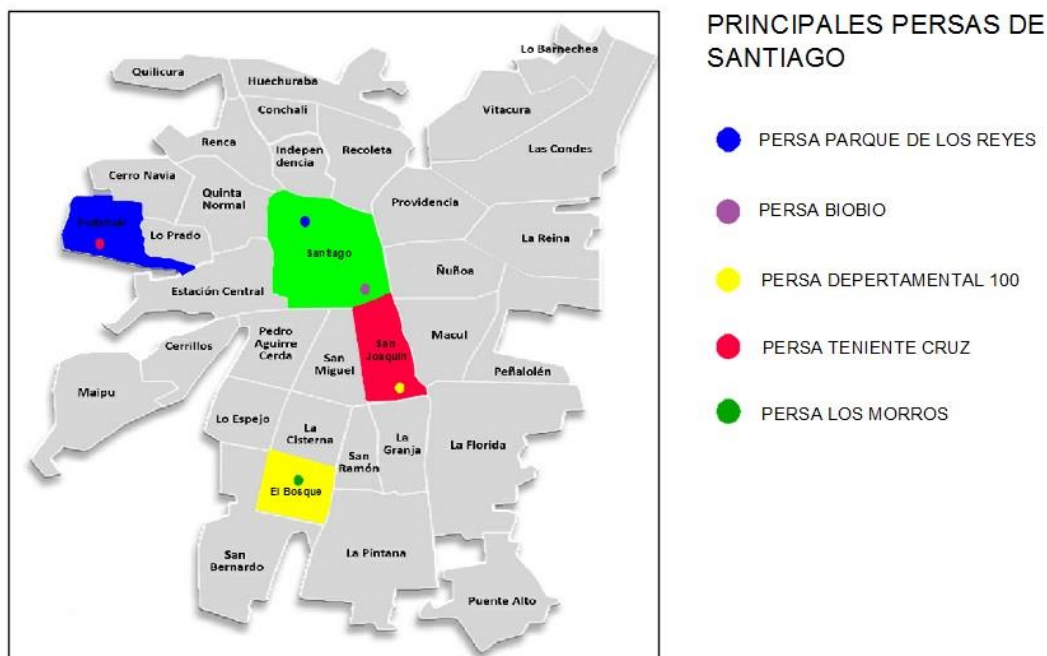 PRINCIPALES PERSAS DE
SANTIAGO
PERSA PARQUE DE LOS REYES
PERSA BIOBIO
PERSA DEPERTAMENTAL 100
PERSA TENIENTE CRUZ
PERSA LOS MORROS
Lo Barnechea
Quilicura
Huechuraba
Vitacura
Conchalí
Renca
Indepen
dencia
Recoleta
Las Condes
Cerro Navia
Quinta
Normal
Providencia
Lo Prado
La Reina
Santiago
Ñuñoa
Estación Central
Pedro
Aguirre
Cerda
San
Miguel
San
Joaquín
Macul
Cerrillos
Peñalolén
Maipu
Lo Espejo
La
Cisterna
San
Ramón
La
Granja
La Florida
El Bosque
San
Bernardo
La Pintana
Puente Alto